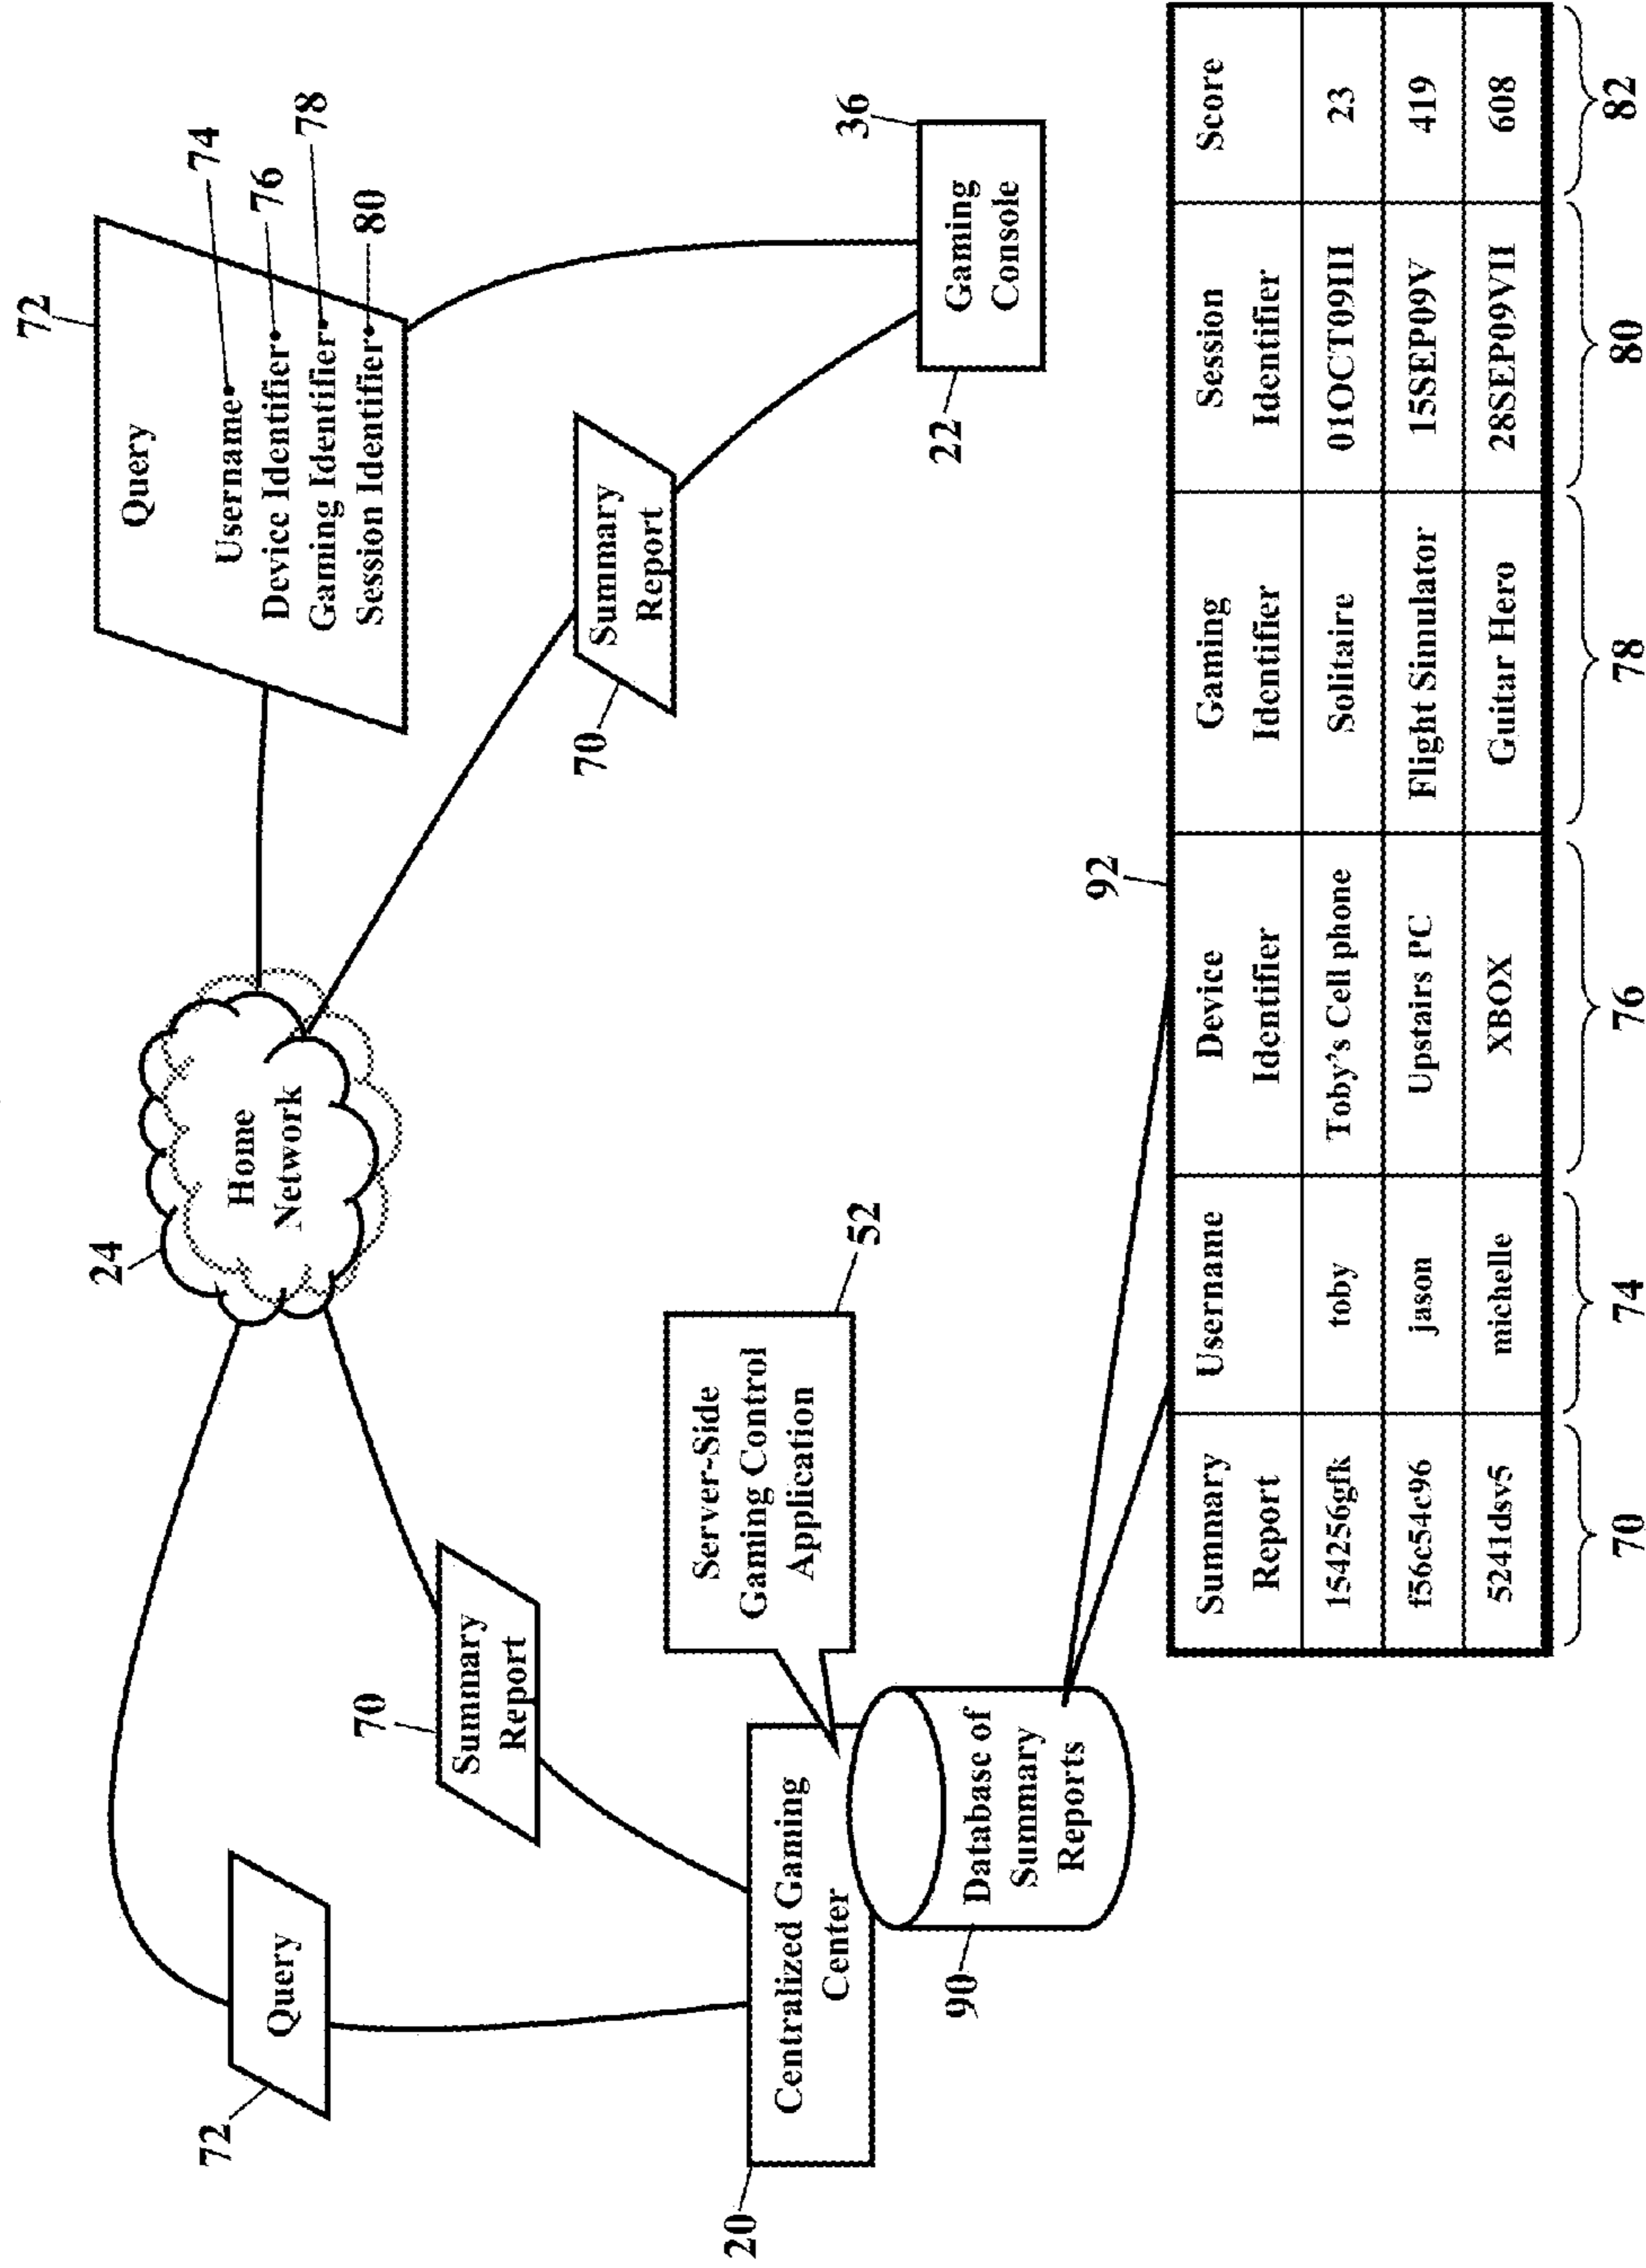 72
Query
Username
Device Identifier
Gaming Identifier
Session Identifier
74
76
78
80
24
Home
Network
72
Query
70
Summary
Report
70
Summary
Report
36
Gaming
Console
22
52
Server-Side
Gaming Control
Application
20
Centralized Gaming
Center
90
Database of
Summary
Reports
92
Summary Report | Username | Device Identifier | Gaming Identifier | Session Identifier | Score
154256gfk | toby | Toby's Cell phone | Solitaire | 01OCT09III | 23
f56c54c96 | jason | Upstairs PC | Flight Simulator | 15SEP09V | 419
5241dsv5 | michelle | XBOX | Guitar Hero | 28SEP09VII | 608
70 74 76 78 80 82